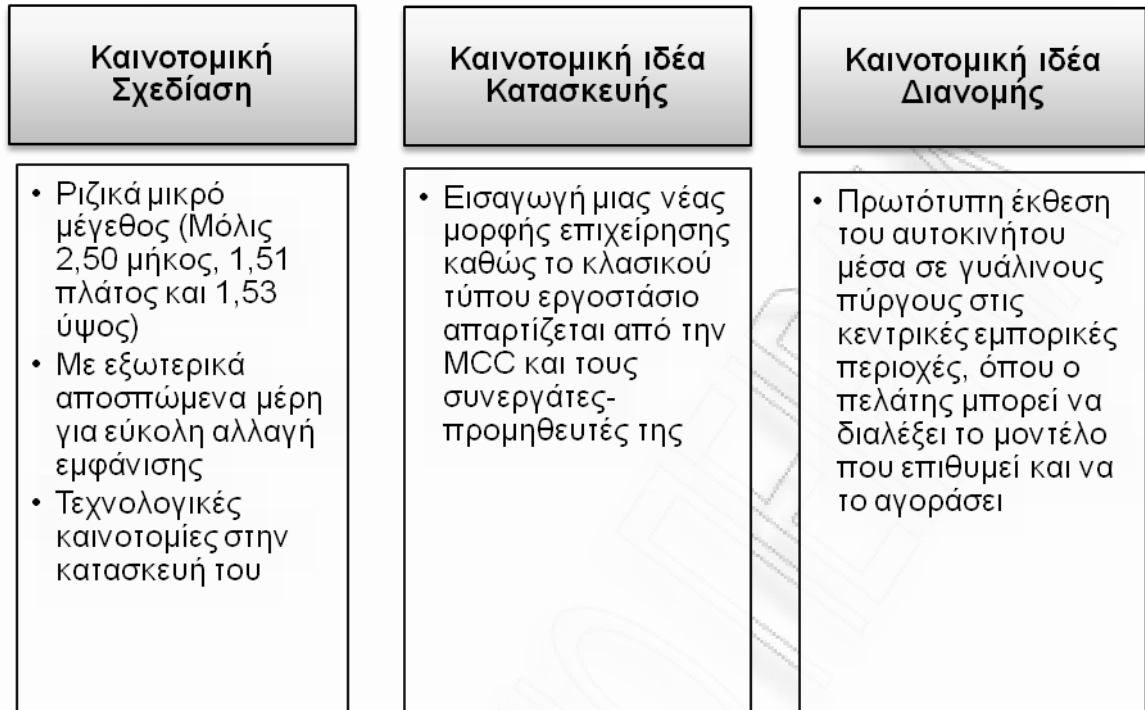 Καινοτομική
Σχεδίαση
• Ριζικά μικρό
μέγεθος (Μόλις
2,50 μήκος, 1,51
πλάτος και 1,53
ύψος)
• Με εξωτερικά
αποσπώμενα μέρη
για εύκολη αλλαγή
εμφάνισης
• Τεχνολογικές
καινοτομίες στην
κατασκευή του
Καινοτομική ιδέα
Κατασκευής
• Εισαγωγή μιας νέας
μορφής επιχείρησης
καθώς το κλασικού
τύπου εργοστάσιο
απαρτίζεται από την
MCC και τους
συνεργάτες-
προμηθευτές της
Καινοτομική ιδέα
Διανομής
• Πρωτότυπη έκθεση
του αυτοκινήτου
μέσα σε γυάλινους
πύργους στις
κεντρικές εμπορικές
περιοχές, όπου ο
πελάτης μπορεί να
διαλέξει το μοντέλο
που επιθυμεί και να
το αγοράσει